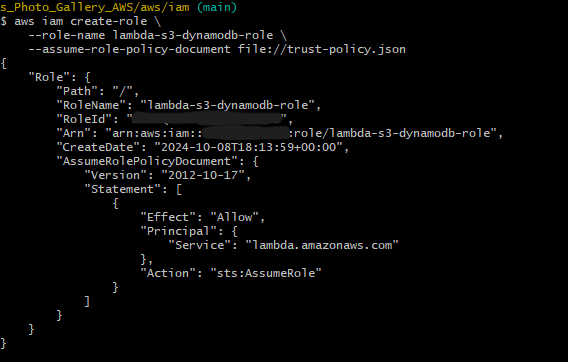 s_Photo_Gallery_AWS/aws/iam (main)
$ aws iam create-role \
    --role-name lambda-s3-dynamodb-role \
    --assume-role-policy-document file://trust-policy.json
{
    "Role": {
        "Path": "/",
        "RoleName": "lambda-s3-dynamodb-role",
        "RoleId": "",
        "Arn": "arn:aws:iam:::role/lambda-s3-dynamodb-role",
        "CreateDate": "2024-10-08T18:13:59+00:00",
        "AssumeRolePolicyDocument": {
            "Version": "2012-10-17",
            "Statement": [
                {
                    "Effect": "Allow",
                    "Principal": {
                        "Service": "lambda.amazonaws.com"
                    },
                    "Action": "sts:AssumeRole"
                }
            ]
        }
    }
}